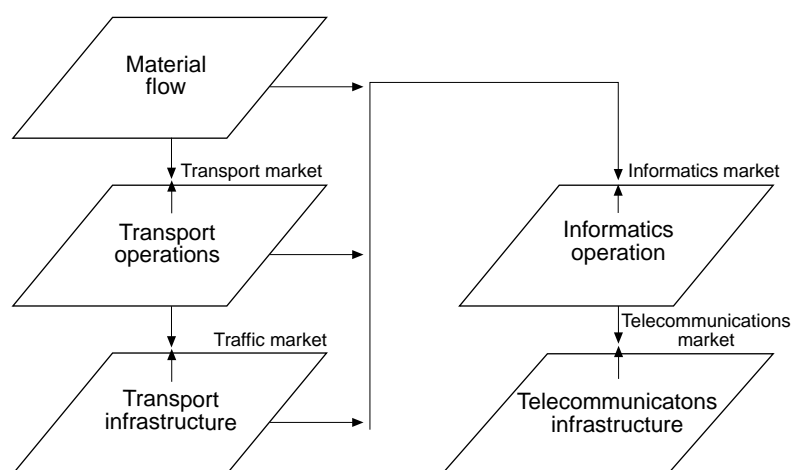 Material
flow
Transport market
Informatics market
Transport
operations
Informatics
operation
Traffic market
Telecommunications
market
Transport
infrastructure
Telecommunicatons
infrastructure